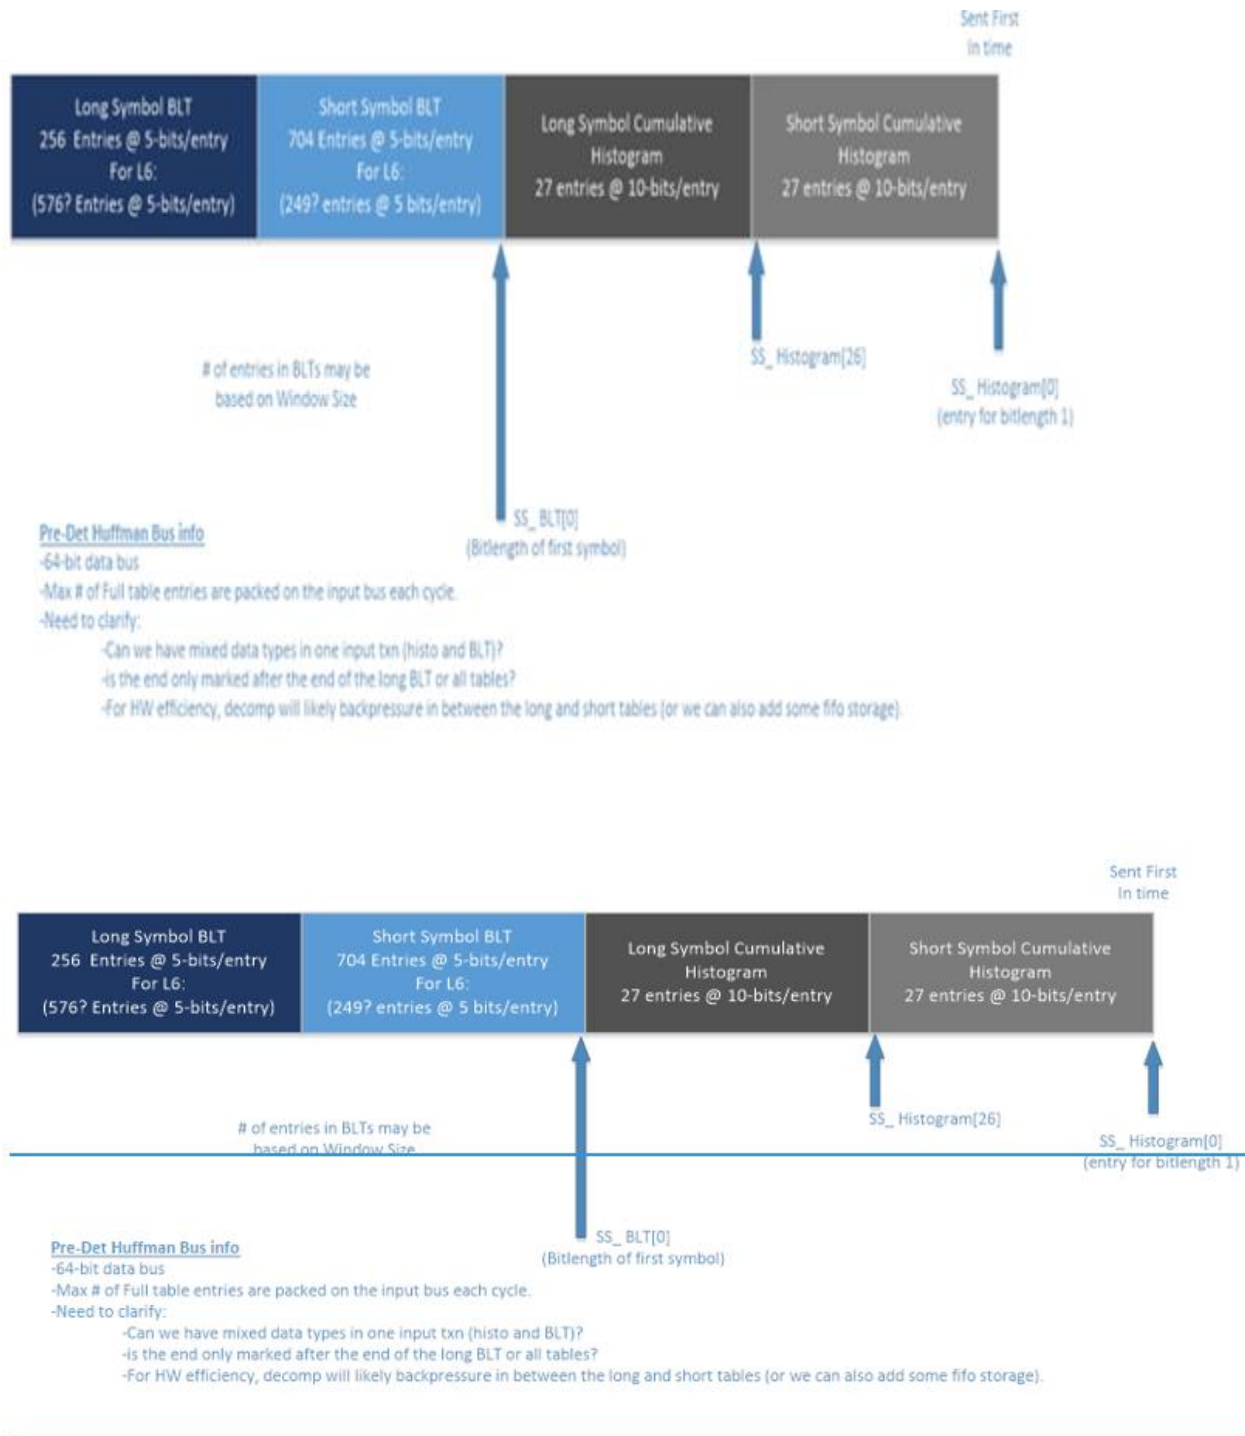 Sent First
In time
Long Symbol BLT
256 Entries @ 5-bits/entry
For L6:
(576? Entries @ 5-bits/entry)
Short Symbol BLT
704 Entries @ 5-bits/entry
For L6:
(249? entries @ 5 bits/entry)
Long Symbol Cumulative
Histogram
27 entries @ 10-bits/entry
Short Symbol Cumulative
Histogram
27 entries @ 10-bits/entry
# of entries in BLTs may be
based on Window Size
SS_ Histogram[26]
SS_ Histogram[0]
(entry for bitlength 1)
SS_ BLT[0]
(Bitlength of first symbol)
Pre-Det Huffman Bus info
-64-bit data bus
-Max # of Full table entries are packed on the input bus each cycle.
-Need to clarify:
-Can we have mixed data types in one input txn (histo and BLT)?
-is the end only marked after the end of the long BLT or all tables?
-For HW efficiency, decomp will likely backpressure in between the long and short tables (or we can also add some fifo storage).
Sent First
In time
Long Symbol BLT
256 Entries @ 5-bits/entry
For L6:
(576? Entries @ 5-bits/entry)
Short Symbol BLT
704 Entries @ 5-bits/entry
For L6:
(249? entries @ 5 bits/entry)
Long Symbol Cumulative
Histogram
27 entries @ 10-bits/entry
Short Symbol Cumulative
Histogram
27 entries @ 10-bits/entry
# of entries in BLTs may be
based on Window Size
SS_ Histogram[26]
SS_ Histogram[0]
(entry for bitlength 1)
SS_ BLT[0]
(Bitlength of first symbol)
Pre-Det Huffman Bus info
-64-bit data bus
-Max # of Full table entries are packed on the input bus each cycle.
-Need to clarify:
-Can we have mixed data types in one input txn (histo and BLT)?
-is the end only marked after the end of the long BLT or all tables?
-For HW efficiency, decomp will likely backpressure in between the long and short tables (or we can also add some fifo storage).